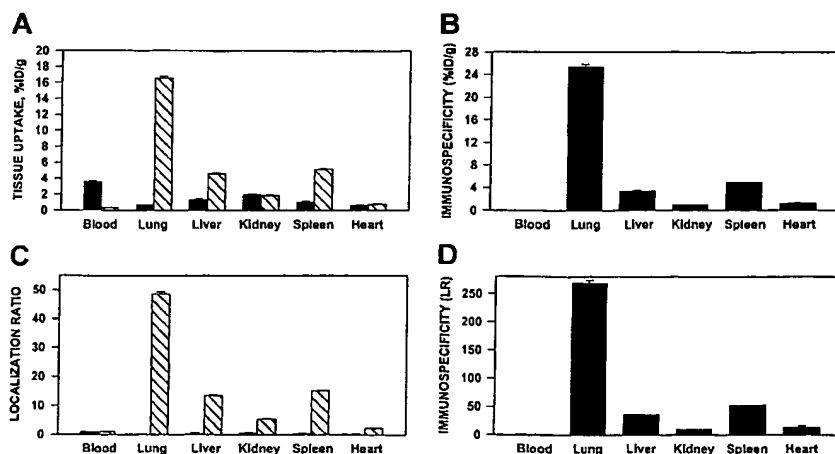 A
TISSUE UPTAKE, %ID/g
20
18
16
14
12
10
8
6
4
2
0
Blood Lung Liver Kidney Spleen Heart
B
IMMUNOSPECIFICITY (%ID/g)
28
24
20
16
12
8
4
0
Blood Lung Liver Kidney Spleen Heart
C
LOCALIZATION RATIO
50
40
30
20
10
0
Blood Lung Liver Kidney Spleen Heart
D
IMMUNOSPECIFICITY (LR)
250
200
150
100
50
0
Blood Lung Liver Kidney Spleen Heart